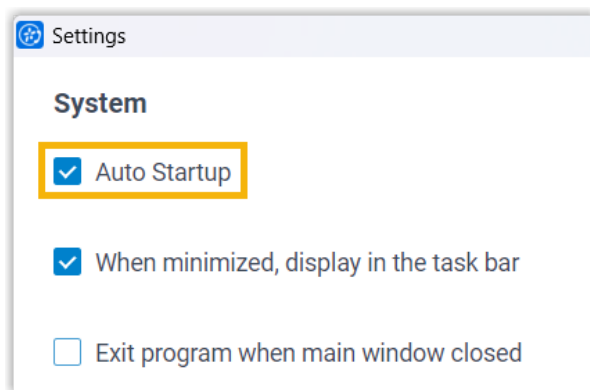 Settings
System
Auto Startup
When minimized, display in the task bar
Exit program when main window closed